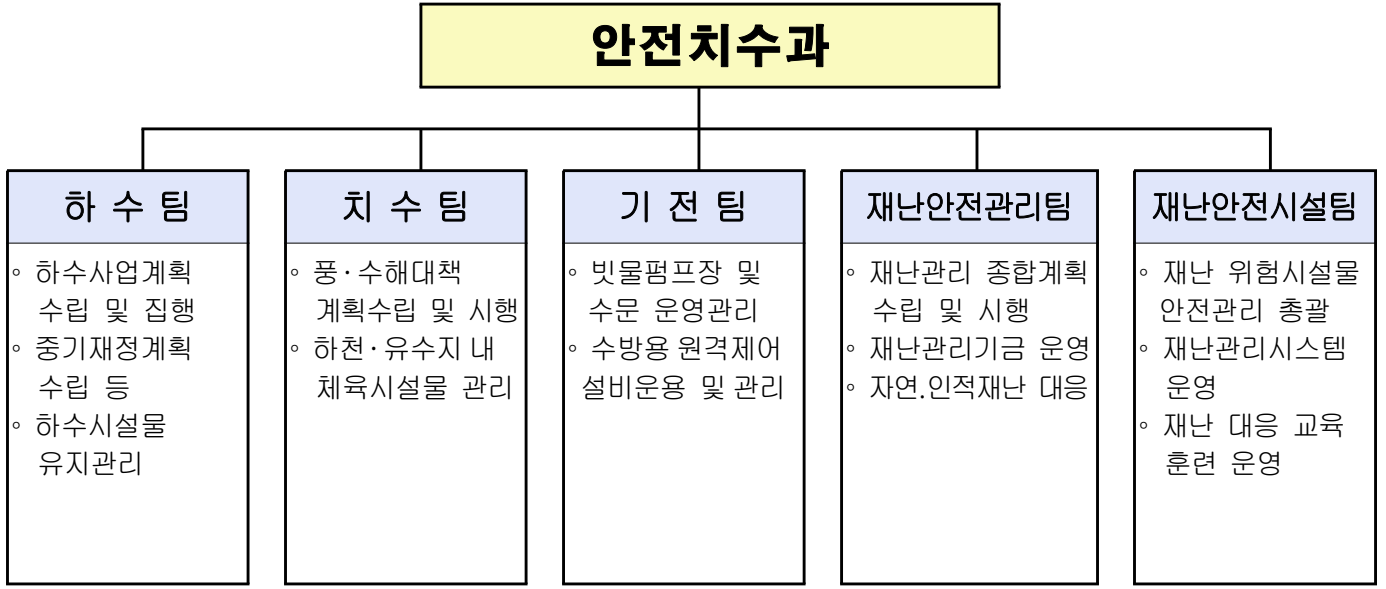 안전치수과
하 수 팀
◦ 하수사업계획
수립 및 집행
◦ 중기재정계획
수립 등
◦ 하수시설물
유지관리
치 수 팀
◦ 풍·수해대책
계획수립 및 시행
◦ 하천·유수지 내
체육시설물 관리
기 전 팀
◦ 빗물펌프장 및
수문 운영관리
◦ 수방용 원격제어
설비운용 및 관리
재난안전관리팀
◦ 재난관리 종합계획
수립 및 시행
◦ 재난관리기금 운영
◦ 자연.인적재난 대응
재난안전시설팀
◦ 재난 위험시설물
안전관리 총괄
◦ 재난관리시스템
운영
◦ 재난 대응 교육
훈련 운영